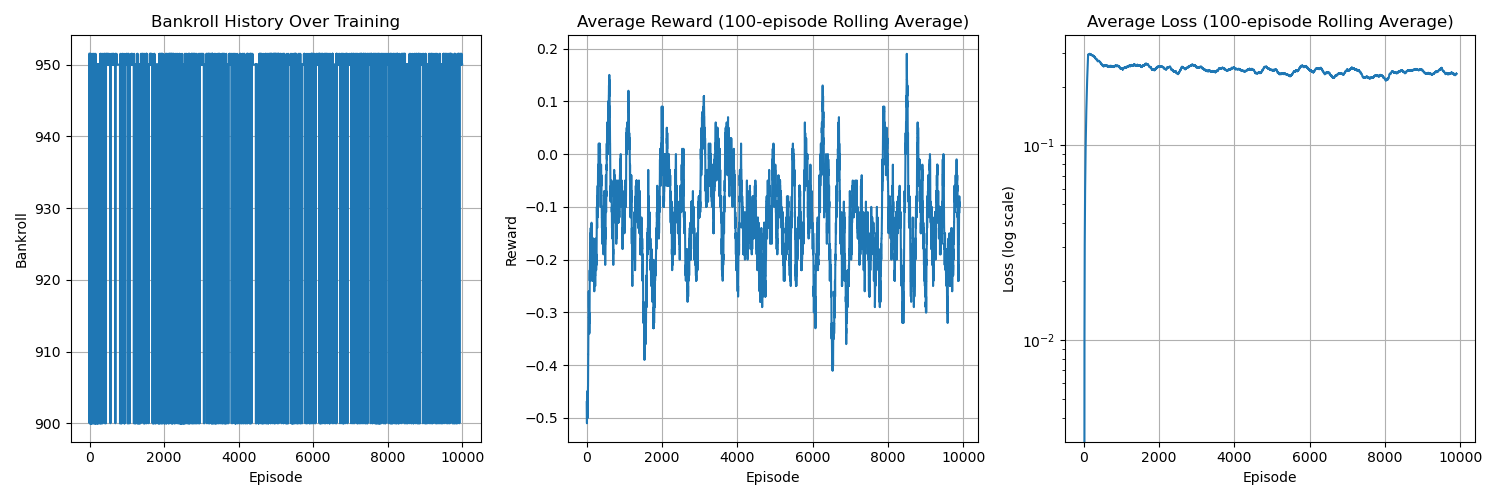 Bankroll History Over Training
Bankroll
950
940
930
920
910
900
0 2000 4000 6000 8000 10000
Episode
Average Reward (100-episode Rolling Average)
Reward
0.2
0.1
0.0
−0.1
−0.2
−0.3
−0.4
−0.5
0 2000 4000 6000 8000 10000
Episode
Average Loss (100-episode Rolling Average)
Loss (log scale)
10⁻¹
10⁻²
0 2000 4000 6000 8000 10000
Episode